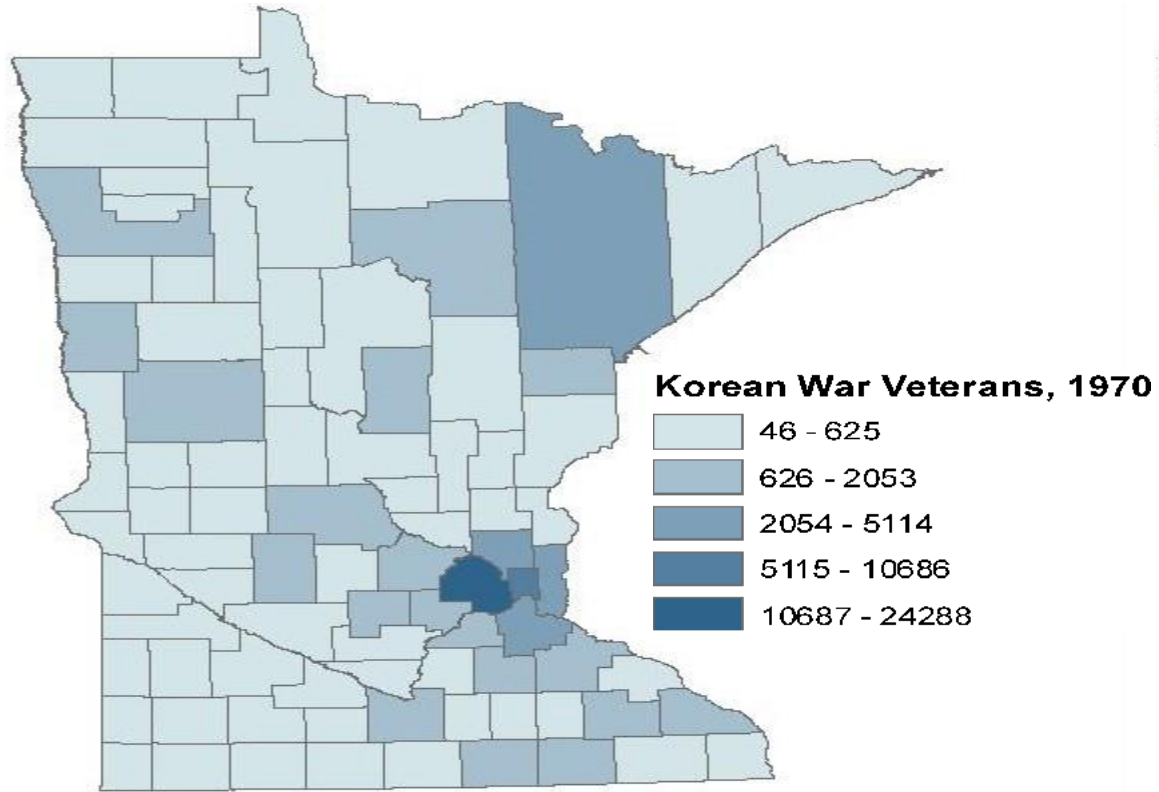 Korean War Veterans, 1970
46 - 625
626 - 2053
2054 - 5114
5115 - 10686
10687 - 24288